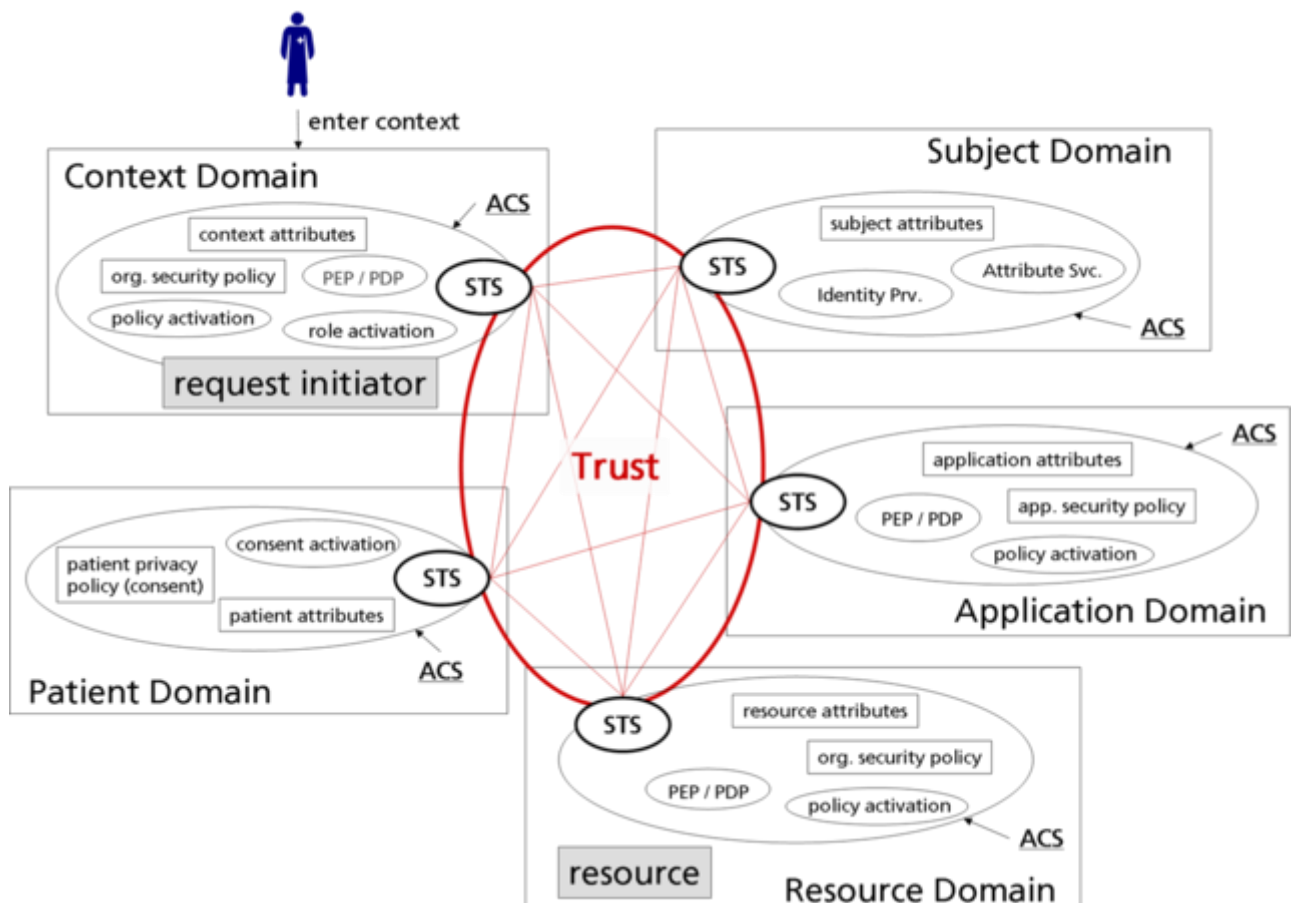 enter context
Context Domain
ACS
context attributes
org. security policy
PEP / PDP
STS
policy activation
role activation
request initiator
Subject Domain
subject attributes
STS
Attribute Svc.
Identity Prv.
ACS
Trust
ACS
application attributes
STS
PEP / PDP
app. security policy
policy activation
Application Domain
consent activation
patient privacy
policy (consent)
STS
patient attributes
ACS
Patient Domain
STS
resource attributes
org. security policy
PEP / PDP
policy activation
ACS
resource
Resource Domain